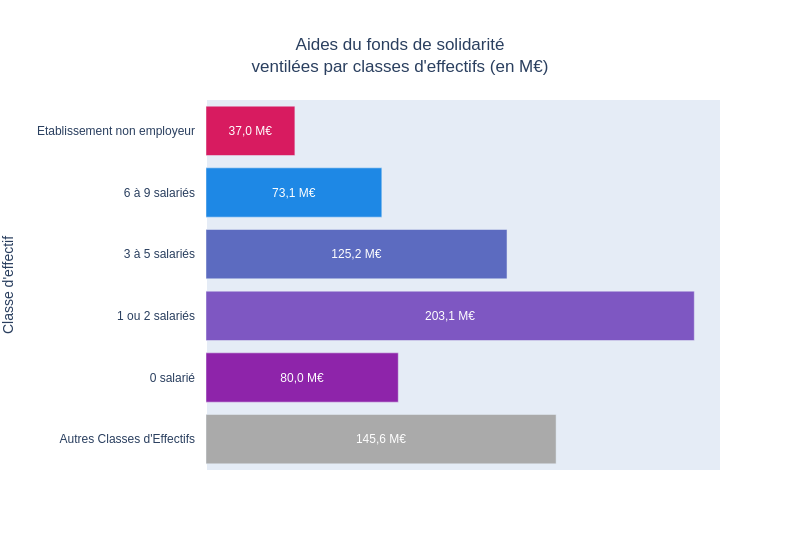 Aides du fonds de solidarité
ventilées par classes d'effectifs (en M€)
Classe d'effectif
Etablissement non employeur
37,0 M€
6 à 9 salariés
73,1 M€
3 à 5 salariés
125,2 M€
1 ou 2 salariés
203,1 M€
0 salarié
80,0 M€
Autres Classes d'Effectifs
145,6 M€